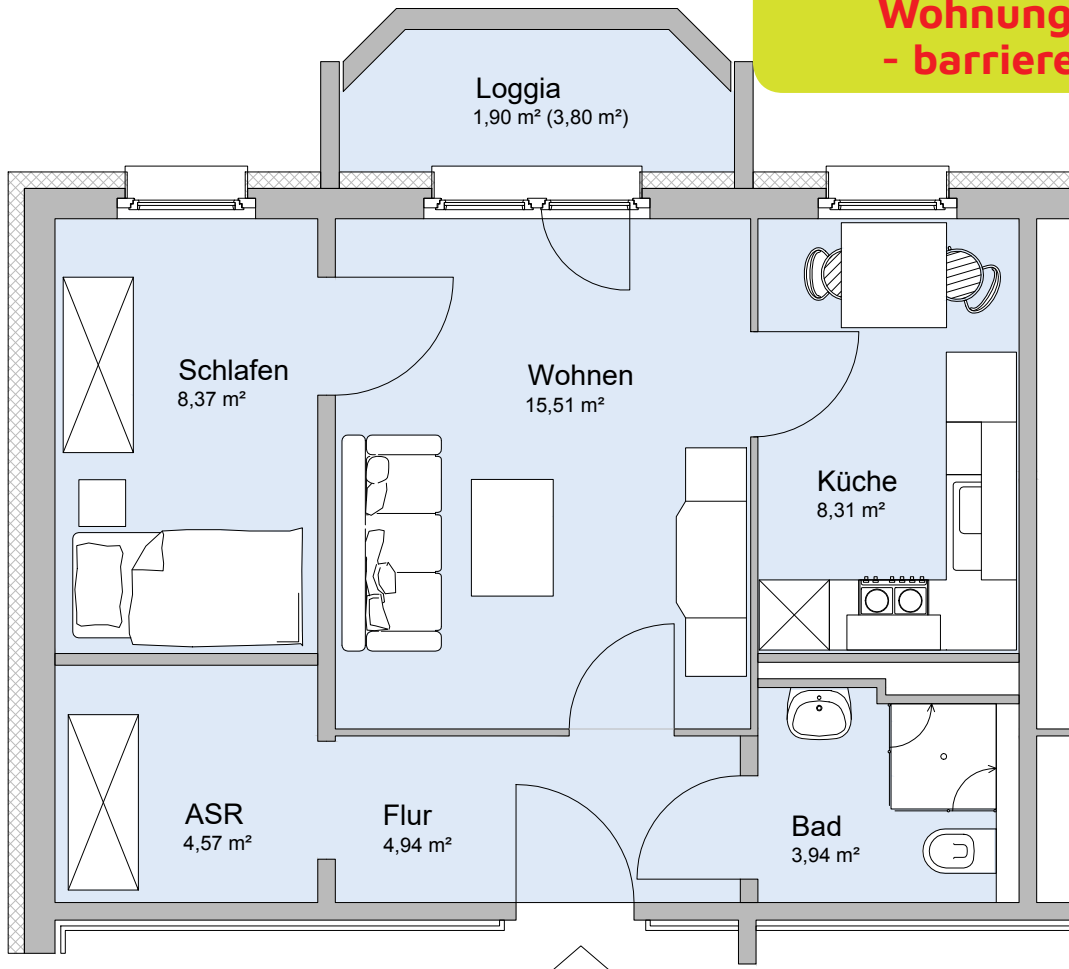 Wohnung
- barriere
Loggia
1,90 m² (3,80 m²)
Schlafen
8,37 m²
Wohnen
15,51 m²
Küche
8,31 m²
ASR
4,57 m²
Flur
4,94 m²
Bad
3,94 m²